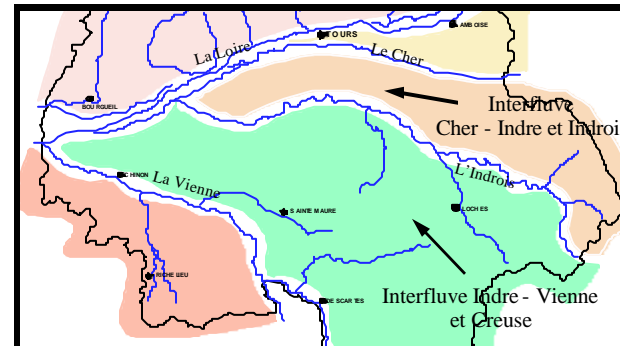 AMBOISE
TOURS
La Loire
Le Cher
BOURGUEIL
Interfluve
Cher - Indre et Indroi
L'Indrois
CHINON
La Vienne
SAINTE MAURE
LOCHES
RICHELIEU
Interfluve Indre - Vienne
et Creuse
DESCARTES